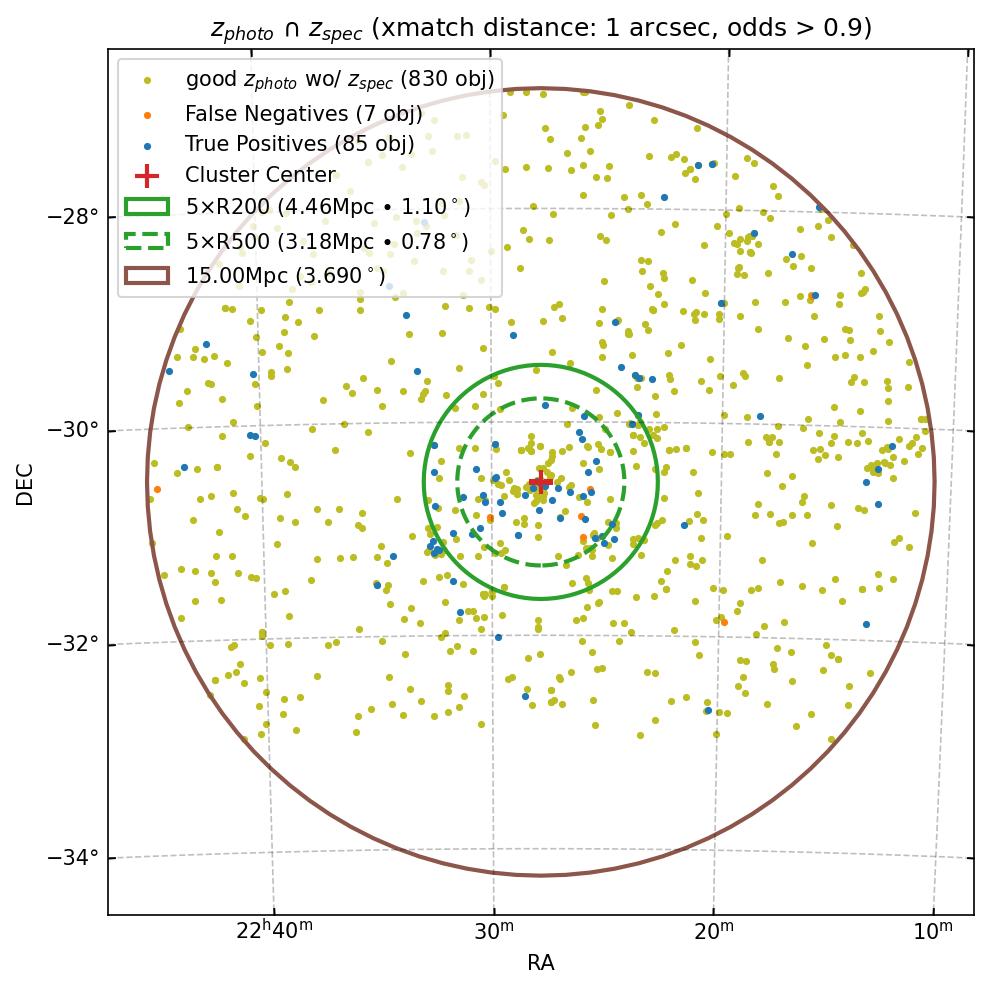 z_photo ∩ z_spec (xmatch distance: 1 arcsec, odds > 0.9)
good z_photo wo/ z_spec (830 obj)
False Negatives (7 obj)
True Positives (85 obj)
Cluster Center
5×R200 (4.46Mpc • 1.10°)
5×R500 (3.18Mpc • 0.78°)
15.00Mpc (3.690°)
−28°
−30°
−32°
−34°
DEC
22ʰ40ᵐ 30ᵐ 20ᵐ 10ᵐ
RA